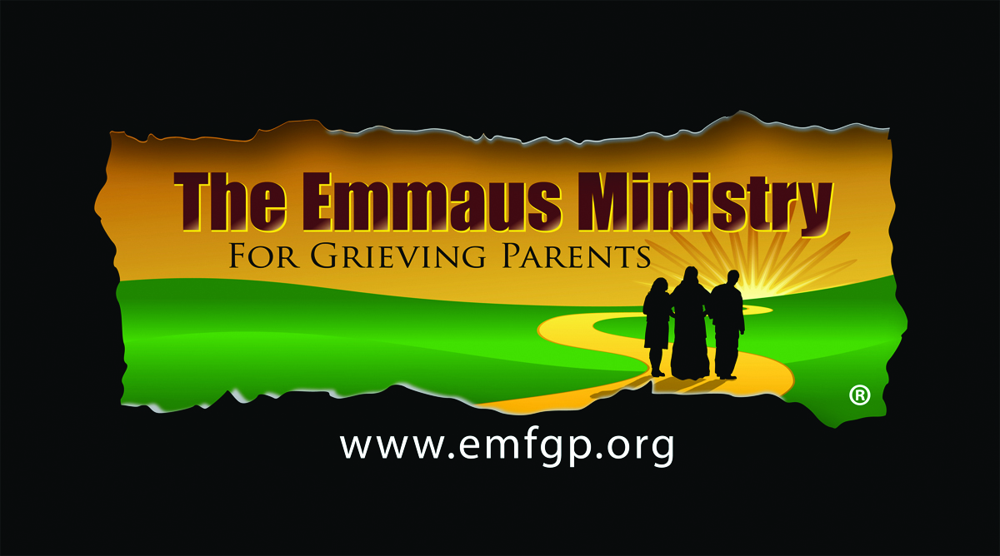 The Emmaus Ministry
For Grieving Parents
®
www.emfgp.org